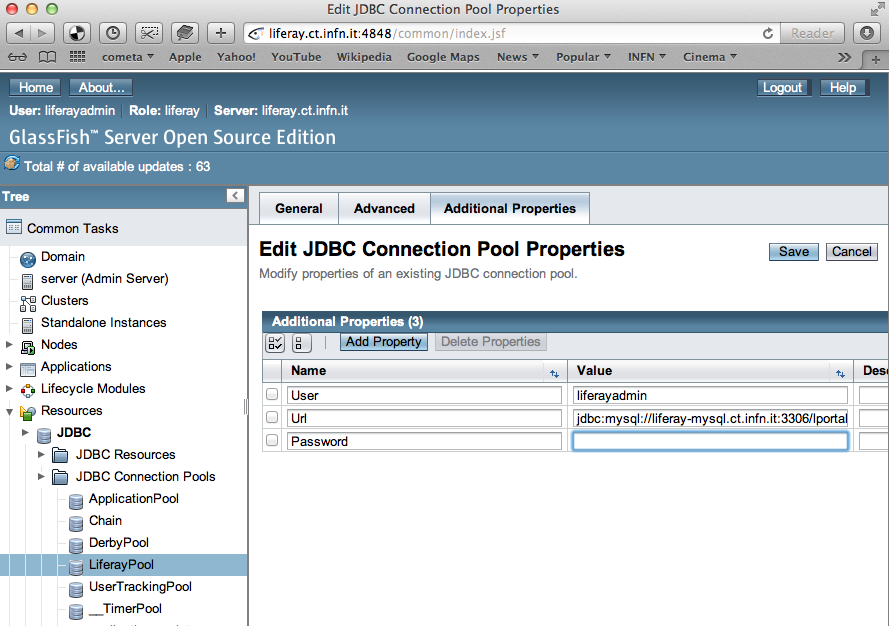 Edit JDBC Connection Pool Properties
liferay.ct.infn.it:4848/common/index.jsf
Reader
cometa Apple Yahoo! YouTube Wikipedia Google Maps News Popular INFN Cinema
Home About... Logout Help
User: liferayadmin Role: liferay Server: liferay.ct.infn.it
GlassFish™ Server Open Source Edition
Total # of available updates : 63
Tree
Common Tasks
Domain
server (Admin Server)
Clusters
Standalone Instances
Nodes
Applications
Lifecycle Modules
Resources
JDBC
JDBC Resources
JDBC Connection Pools
ApplicationPool
Chain
DerbyPool
LiferayPool
UserTrackingPool
__TimerPool
General Advanced Additional Properties
Edit JDBC Connection Pool Properties
Save Cancel
Modify properties of an existing JDBC connection pool.
Additional Properties (3)
Add Property Delete Properties
Name Value Desc
User liferayadmin
Url jdbc:mysql://liferay-mysql.ct.infn.it:3306/lportal
Password